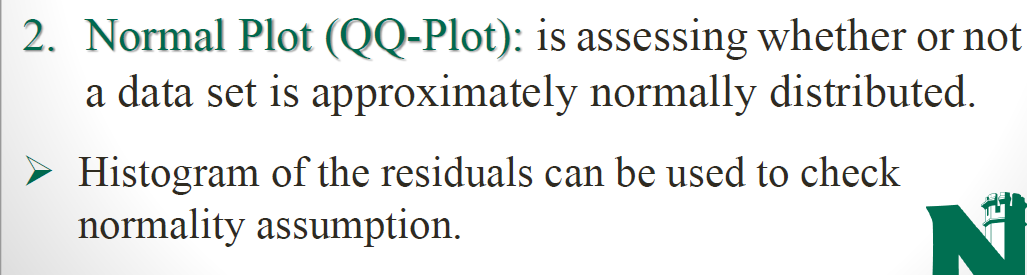 2. Normal Plot (QQ-Plot): is assessing whether or not
a data set is approximately normally distributed.
Histogram of the residuals can be used to check
normality assumption.
N